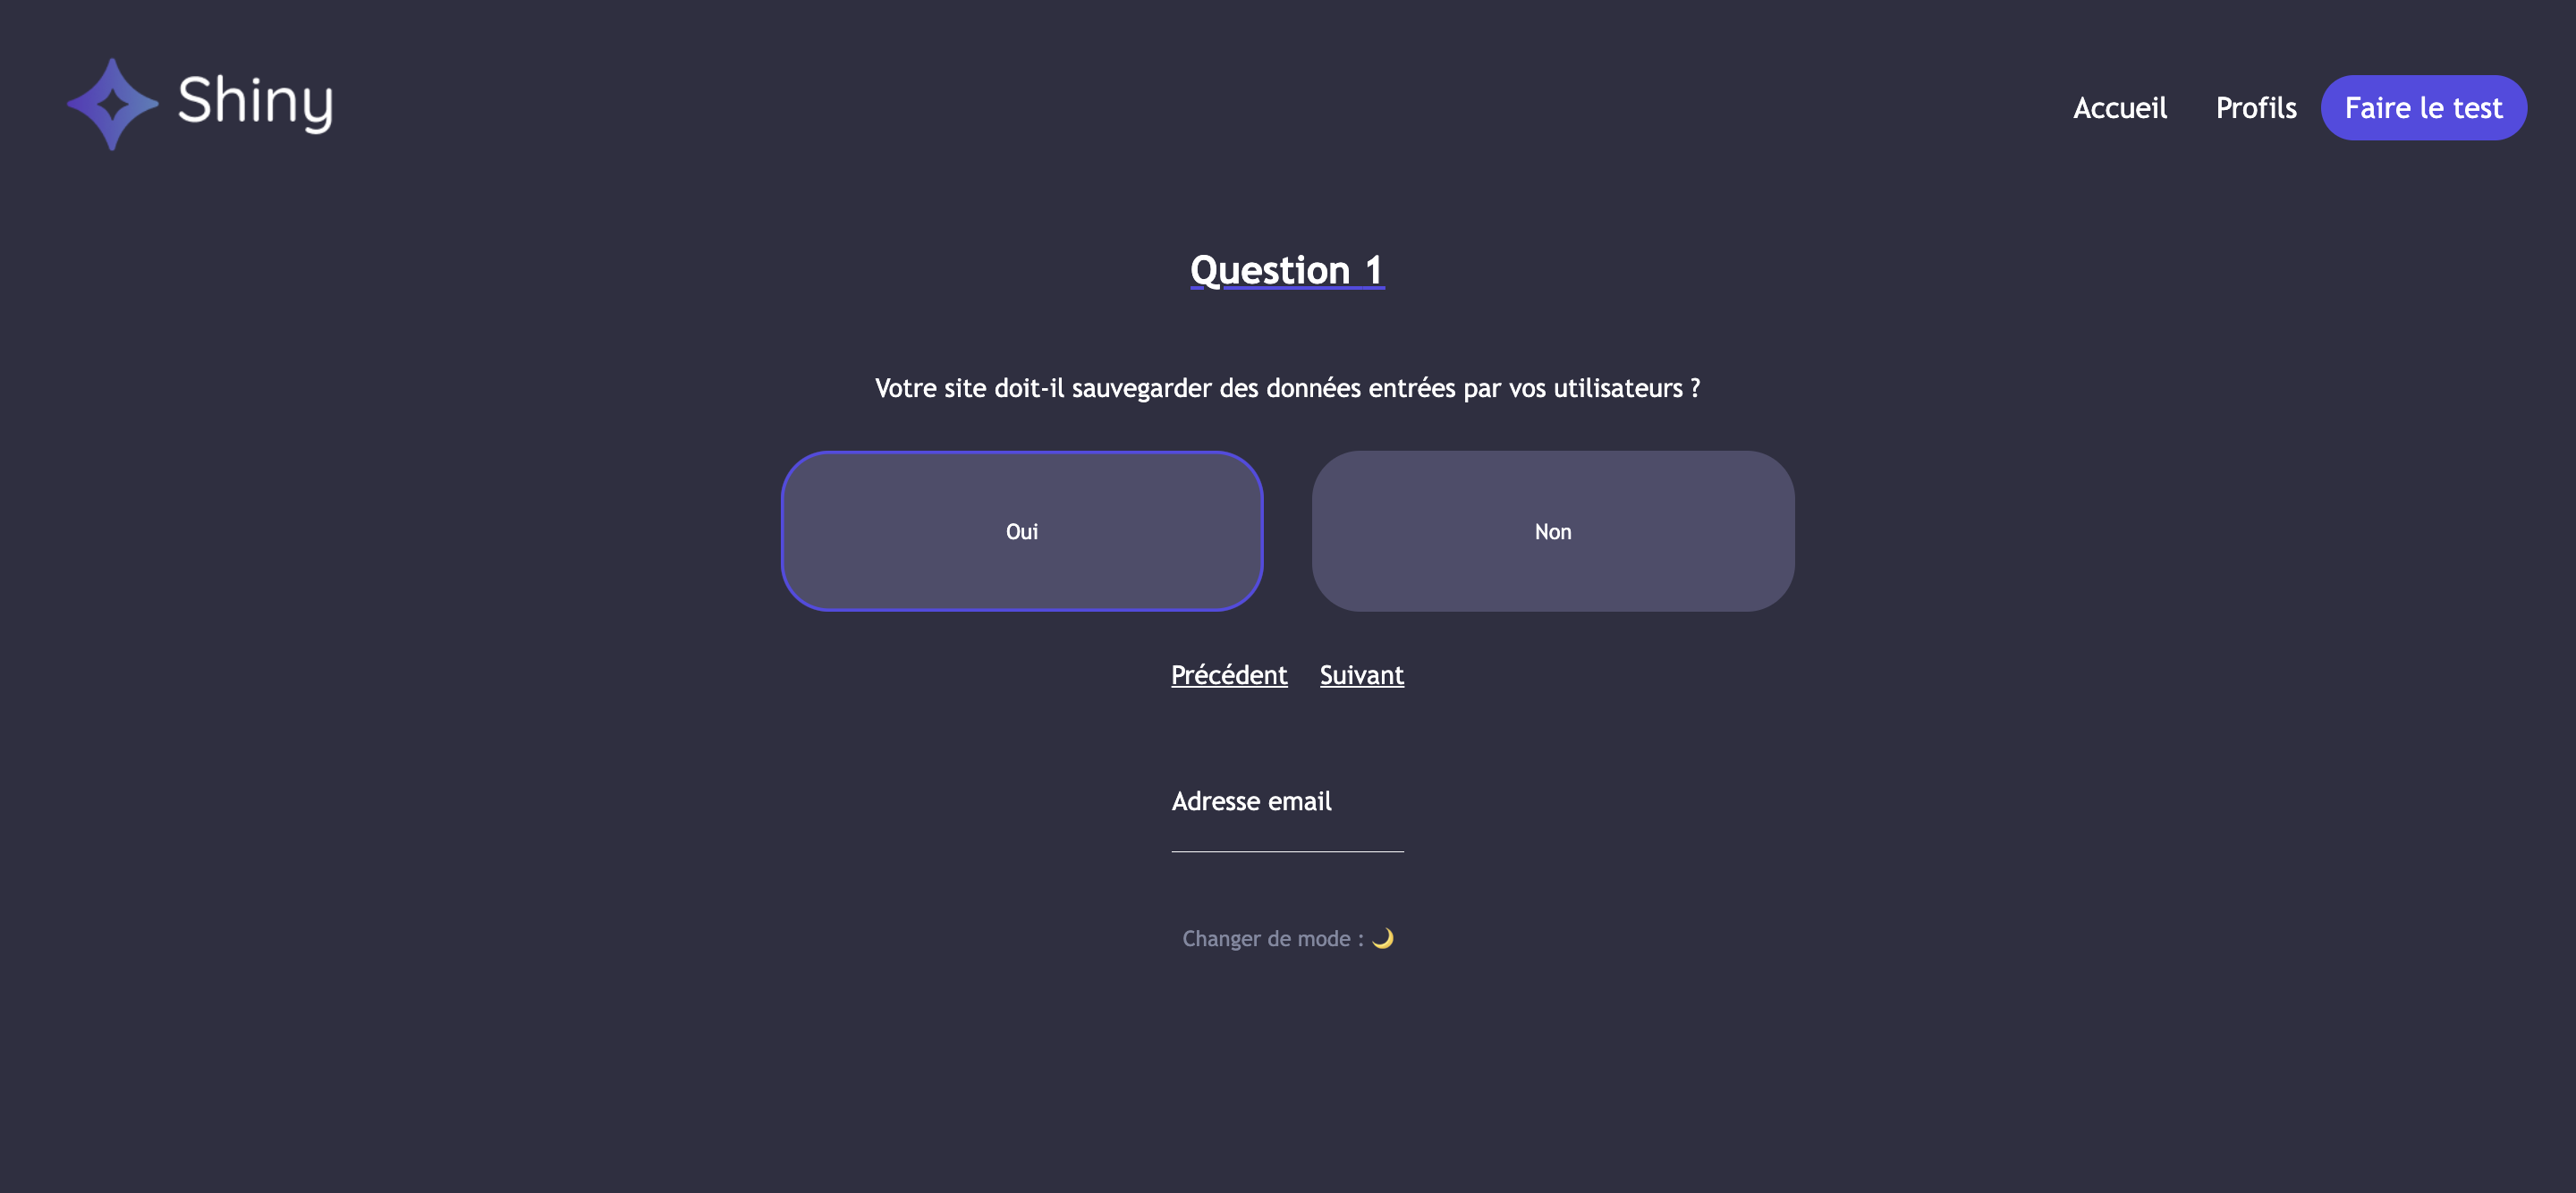 Shiny
Accueil Profils Faire le test
Question 1
Votre site doit-il sauvegarder des données entrées par vos utilisateurs ?
Oui Non
Précédent Suivant
Adresse email
Changer de mode : 🌙